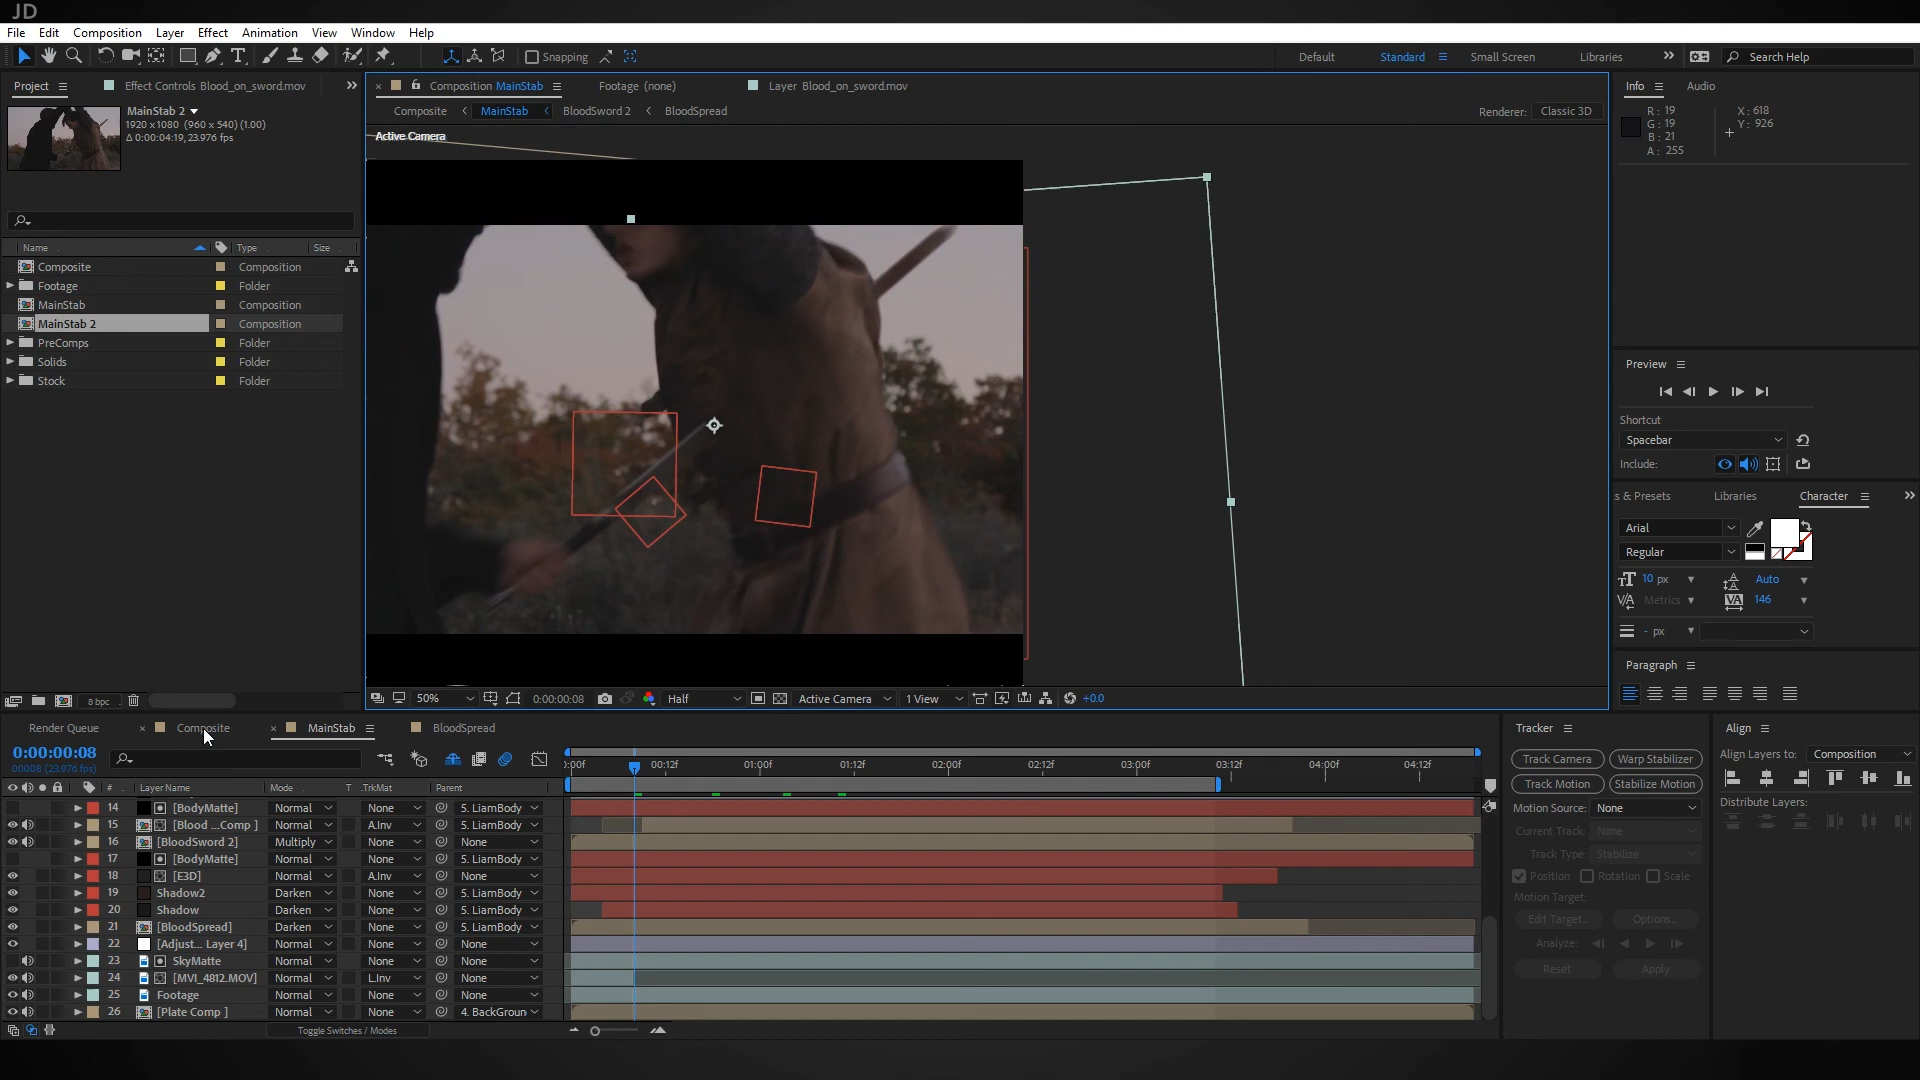 JD
File Edit Composition Layer Effect Animation View Window Help
Snapping
Default Standard Small Screen Libraries Search Help
Project Effect Controls Blood_on_sword.mov
MainStab 2
1920 x1080 (960 x 540) (1.00)
Δ 0:00:04:19, 23.976 fps
Name Type Size
Composite Composition
Footage Folder
MainStab Composition
MainStab 2 Composition
PreComps Folder
Solids Folder
Stock Folder
8 bpc
Composition MainStab Footage (none) Layer Blood_on_sword.mov
Composite MainStab BloodSword 2 BloodSpread Renderer: Classic 3D
Active Camera
50% 0:00:00:08 Half Active Camera 1 View +0.0
Info Audio
R: 19 X: 618
G: 19 Y: 926
B: 21
A: 255
Preview
Shortcut
Spacebar
Include:
s & Presets Libraries Character
Arial
Regular
10 px Auto
Metrics 146
- px
Paragraph
Render Queue Composite MainStab BloodSpread
0:00:00:08
00008 (23.976 fps)
:00f 00:12f 01:00f 01:12f 02:00f 02:12f 03:00f 03:12f 04:00f 04:12f
# Layer Name Mode T .TrkMat Parent
14 [BodyMatte] Normal None 5. LiamBody
15 [Blood ...Comp ] Normal A.Inv 5. LiamBody
16 [BloodSword 2] Multiply None None
17 [BodyMatte] Normal None 5. LiamBody
18 [E3D] Normal A.Inv None
19 Shadow2 Darken None 5. LiamBody
20 Shadow Darken None 5. LiamBody
21 [BloodSpread] Darken None 5. LiamBody
22 [Adjust... Layer 4] Normal None None
23 SkyMatte Normal None None
24 [MVI_4812.MOV] Normal L.Inv None
25 Footage Normal None None
26 [Plate Comp ] Normal None 4. BackGroun
Toggle Switches / Modes
Tracker
Track Camera Warp Stabilizer
Track Motion Stabilize Motion
Motion Source: None
Current Track: None
Track Type: Stabilize
Position Rotation Scale
Motion Target:
Edit Target... Options...
Analyze:
Reset Apply
Align
Align Layers to: Composition
Distribute Layers: